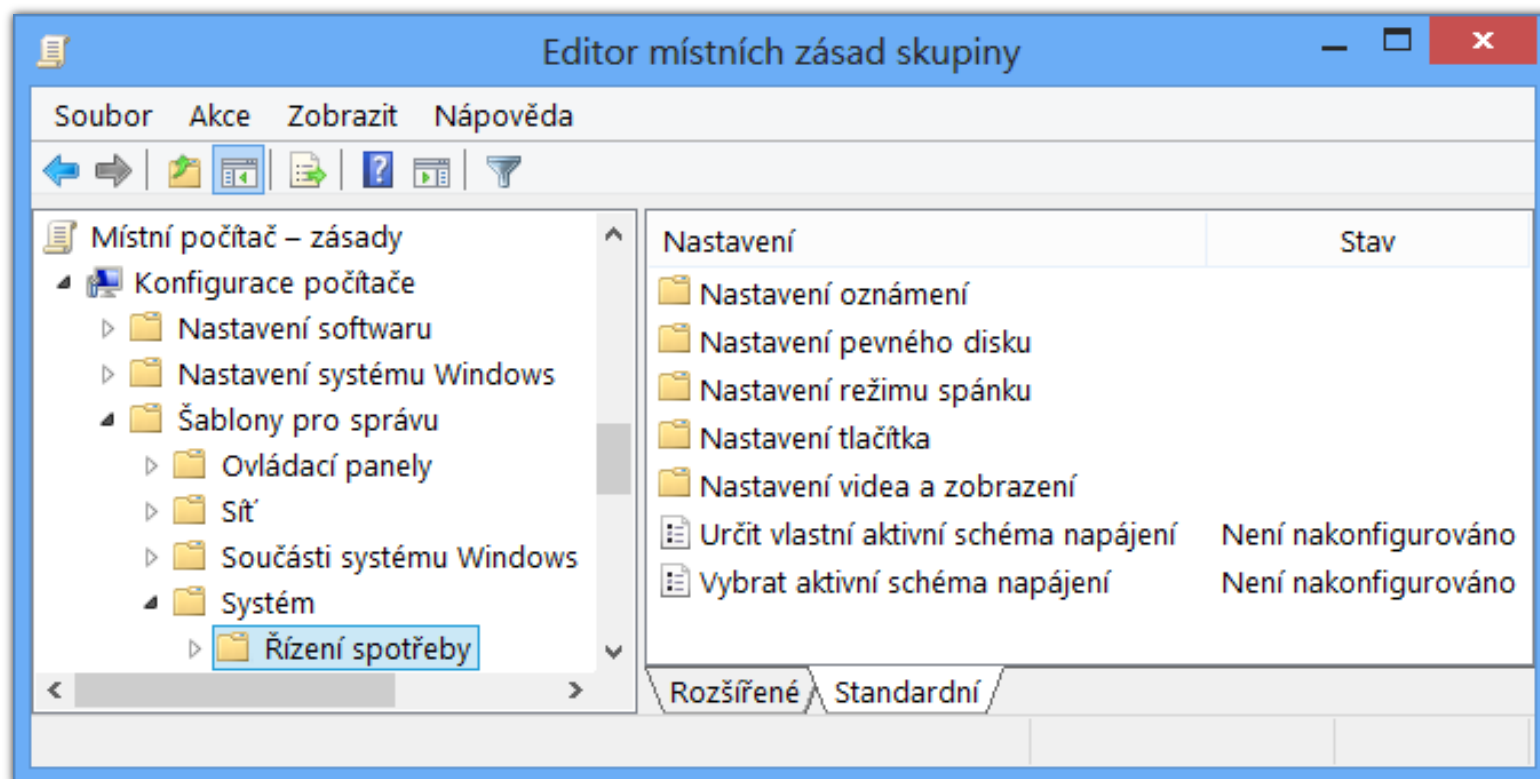 Editor místních zásad skupiny
Soubor Akce Zobrazit Nápověda
Místní počítač – zásady
Konfigurace počítače
Nastavení softwaru
Nastavení systému Windows
Šablony pro správu
Ovládací panely
Síť
Součásti systému Windows
Systém
Řízení spotřeby
Nastavení Stav
Nastavení oznámení
Nastavení pevného disku
Nastavení režimu spánku
Nastavení tlačítka
Nastavení videa a zobrazení
Určit vlastní aktivní schéma napájení Není nakonfigurováno
Vybrat aktivní schéma napájení Není nakonfigurováno
Rozšířené Standardní